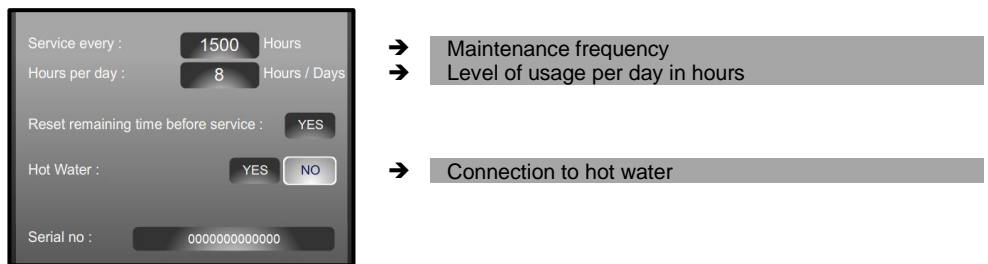 Service every : 1500 Hours ➔ Maintenance frequency
Hours per day : 8 Hours / Days ➔ Level of usage per day in hours
Reset remaining time before service : YES
Hot Water : YES NO ➔ Connection to hot water
Serial no : 0000000000000